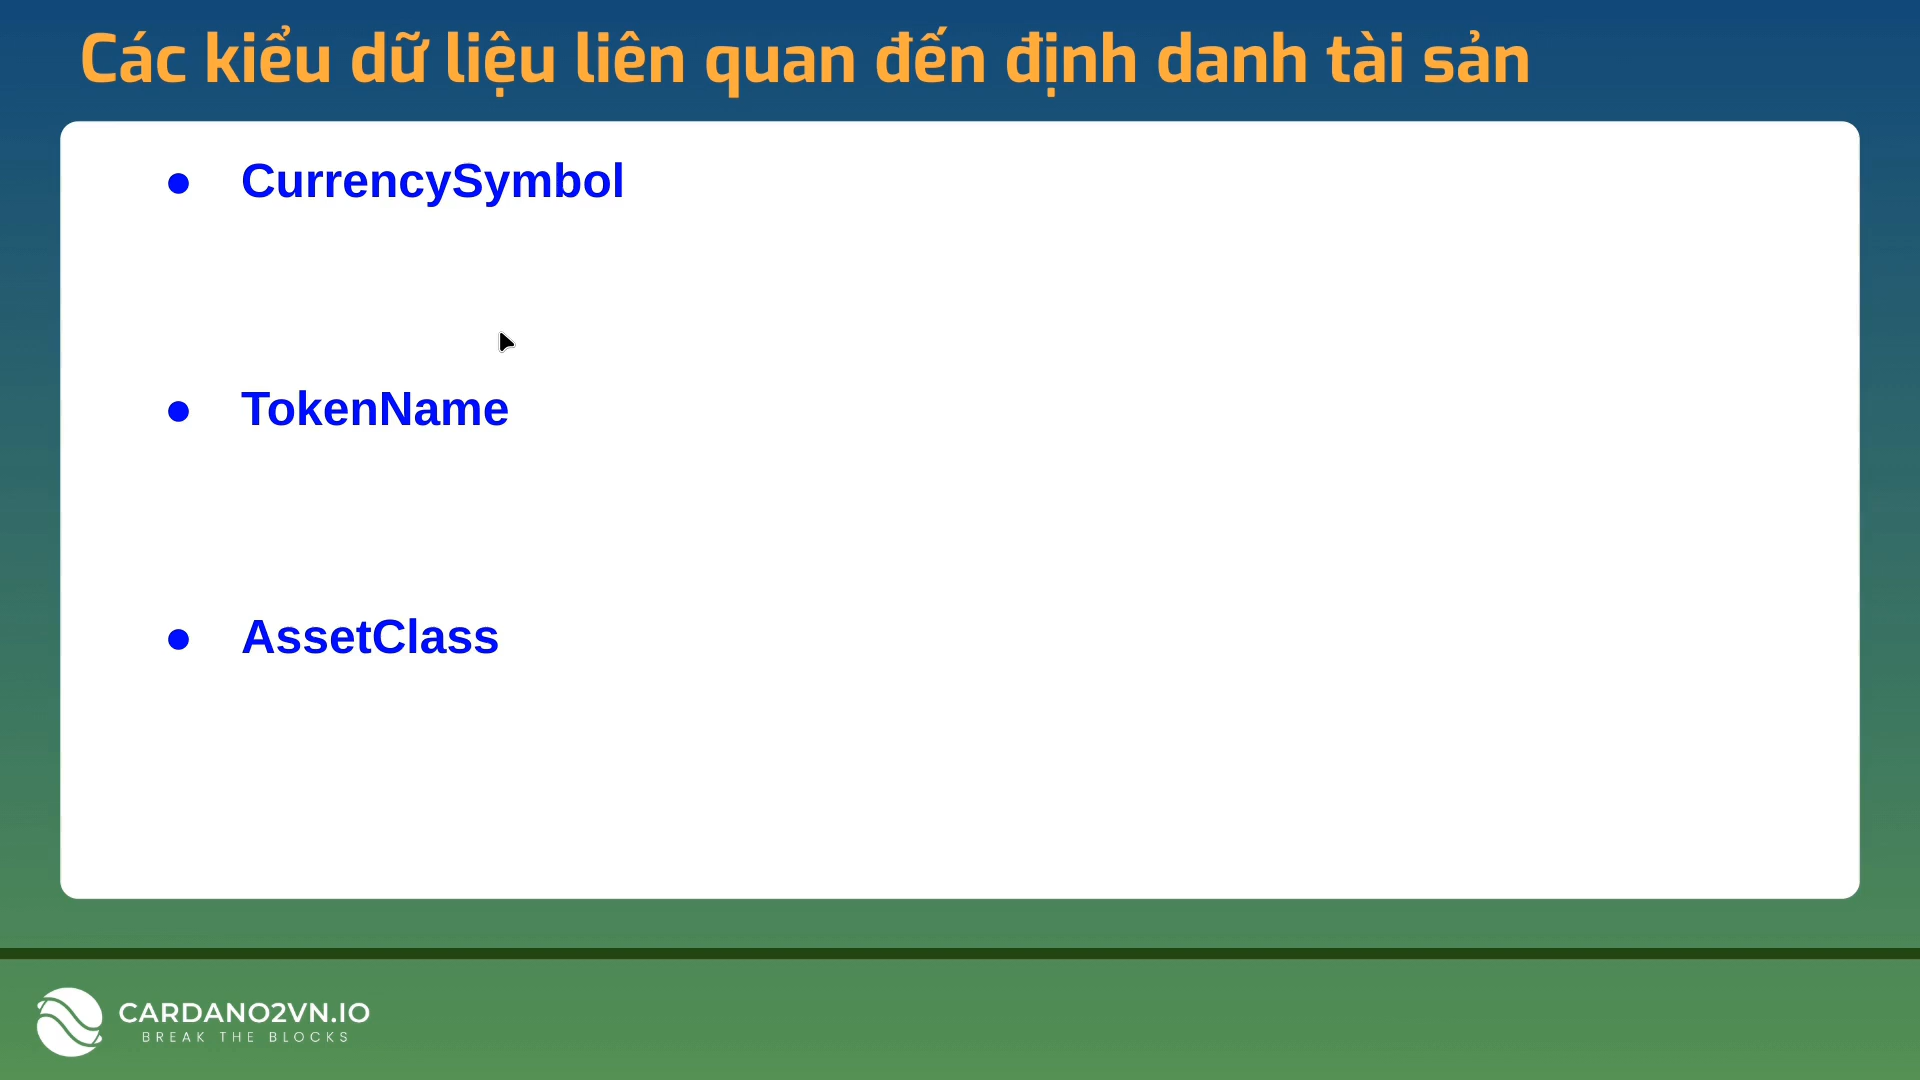 Các kiểu dữ liệu liên quan đến định danh tài sản
● CurrencySymbol
● TokenName
● AssetClass
CARDANO2VN.IO
BREAK THE BLOCKS